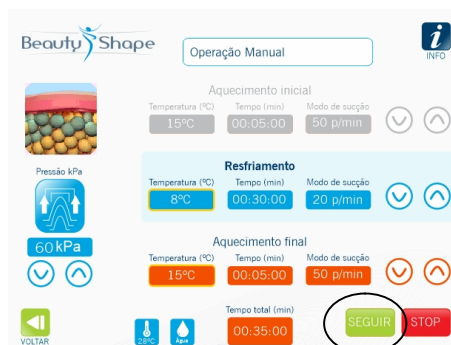 Beauty Shape
Operação Manual
INFO
Aquecimento inicial
Temperatura (ºC) Tempo (min) Modo de sucção
15ºC 00:05:00 50 p/min
Pressão kPa
Resfriamento
Temperatura (ºC) Tempo (min) Modo de sucção
8ºC 00:30:00 20 p/min
60 kPa
Aquecimento final
Temperatura (ºC) Tempo (min) Modo de sucção
15ºC 00:05:00 50 p/min
Tempo total (min)
VOLTAR
28ºC
Água
00:35:00
SEGUIR
STOP